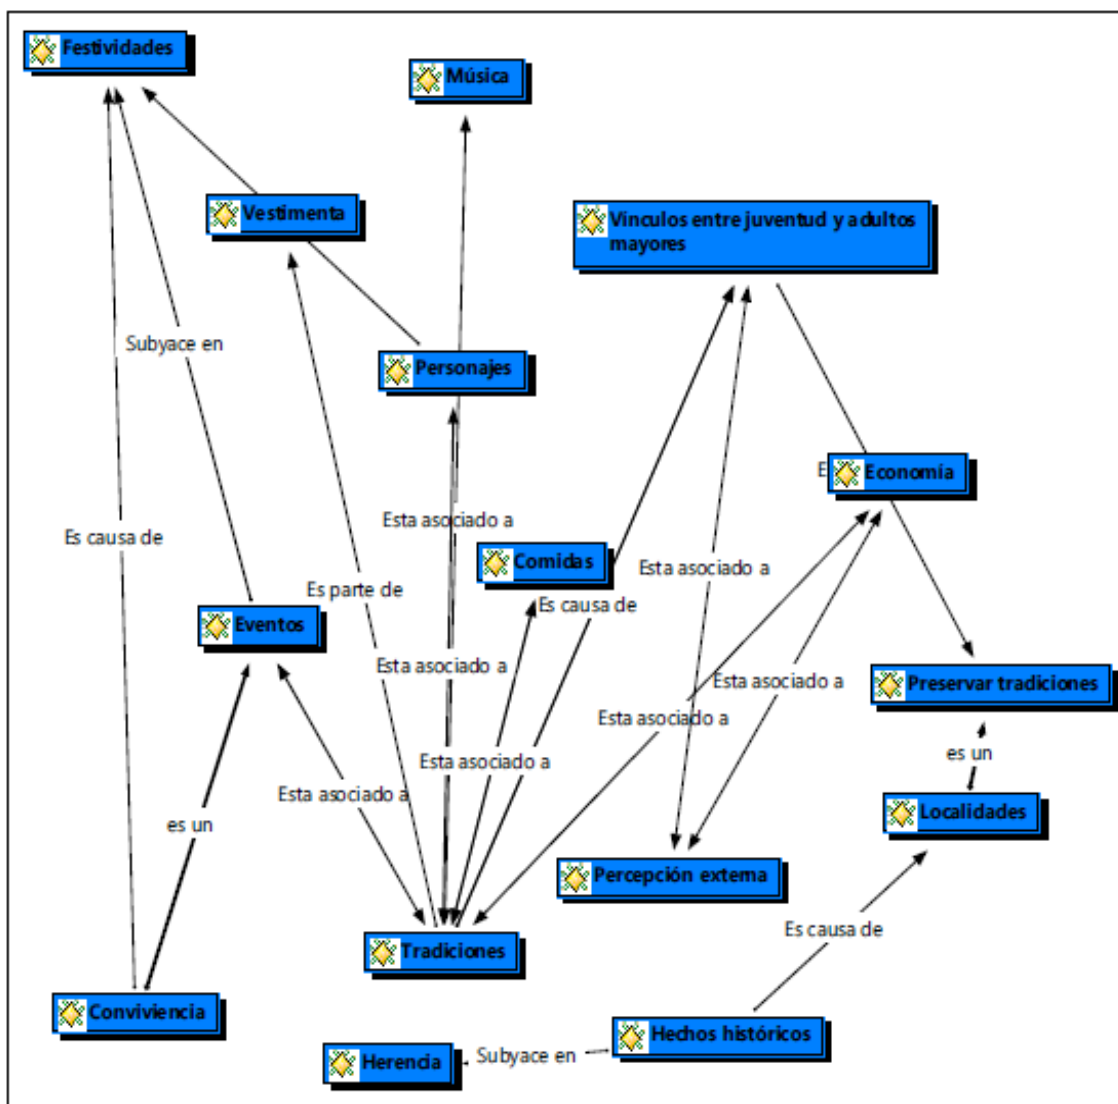 Festividades
Música
Vestimenta
Vínculos entre juventud y adultos
mayores
Subyace en
Personajes
Economía
Esta asociado a
Es causa de
Comidas
Esta asociado a
Es parte de
Es causa de
Eventos
Esta asociado a
Esta asociado a
Preservar tradiciones
Esta asociado a
es un
Esta asociado a
Esta asociado a
Localidades
es un
Percepción externa
Es causa de
Tradiciones
Conviviencia
Hechos históricos
Subyace en
Herencia